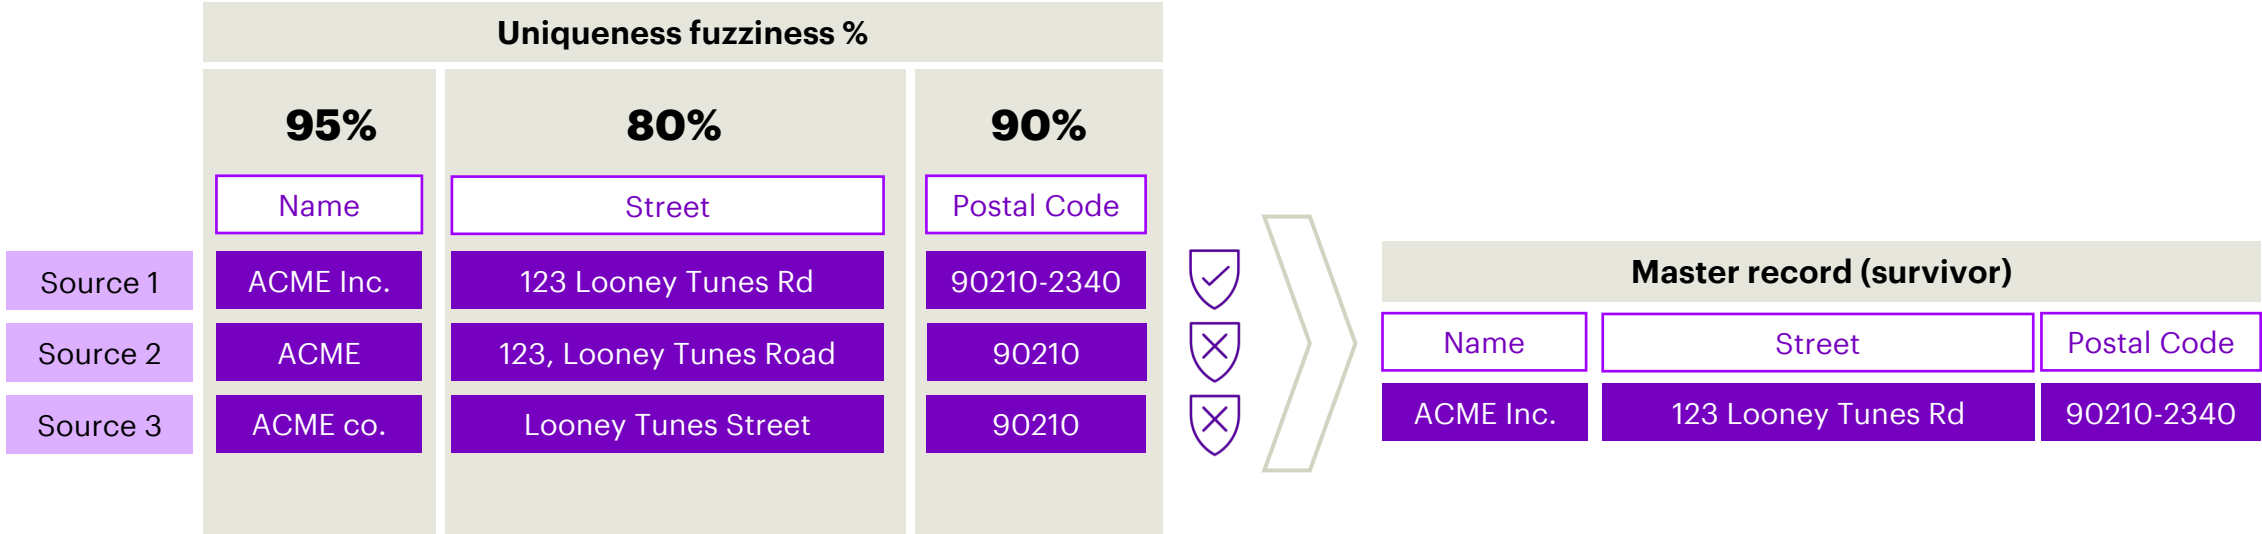 Uniqueness fuzziness %
95% 80% 90%
Name Street Postal Code
Source 1 ACME Inc. 123 Looney Tunes Rd 90210-2340
Source 2 ACME 123, Looney Tunes Road 90210
Source 3 ACME co. Looney Tunes Street 90210
Master record (survivor)
Name Street Postal Code
ACME Inc. 123 Looney Tunes Rd 90210-2340